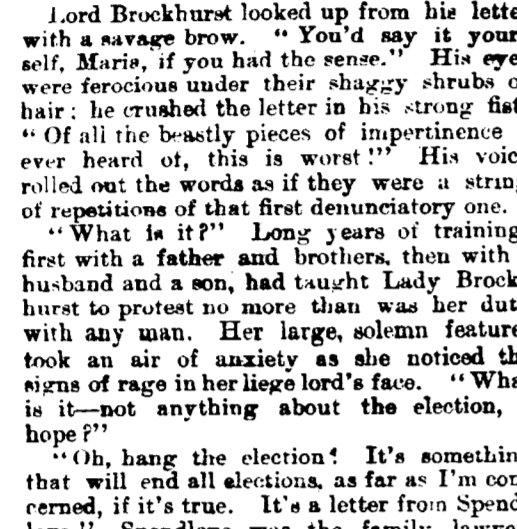 Lord Brockhurst looked up from his lette
with a savage brow. "You'd say it your
self, Maria, if you had the sense." His eye
were ferocious under their shaggy shrubs o
hair; he crushed the letter in his strong fist
"Of all the beastly pieces of impertinence
ever heard of, this is worst!'" His voic
rolled out the words as if they were a strin
of repetitions of that first denunciatory one.
"What is it?" Long years of training
first with a father and brothers, then with
husband and a son, had taught Lady Brock
hurst to protest no more than was her dut
with any man. Her large, solemn feature
took an air of anxiety as she noticed th
signs of rage in her liege lord's face. "Wha
is it—not anything about the election,
hope?"
"Oh, hang the election! It's somethin
that will end all elections, as far as I'm con
cerned, if it's true. It's a letter from Spend
Spendlove was the family lawye